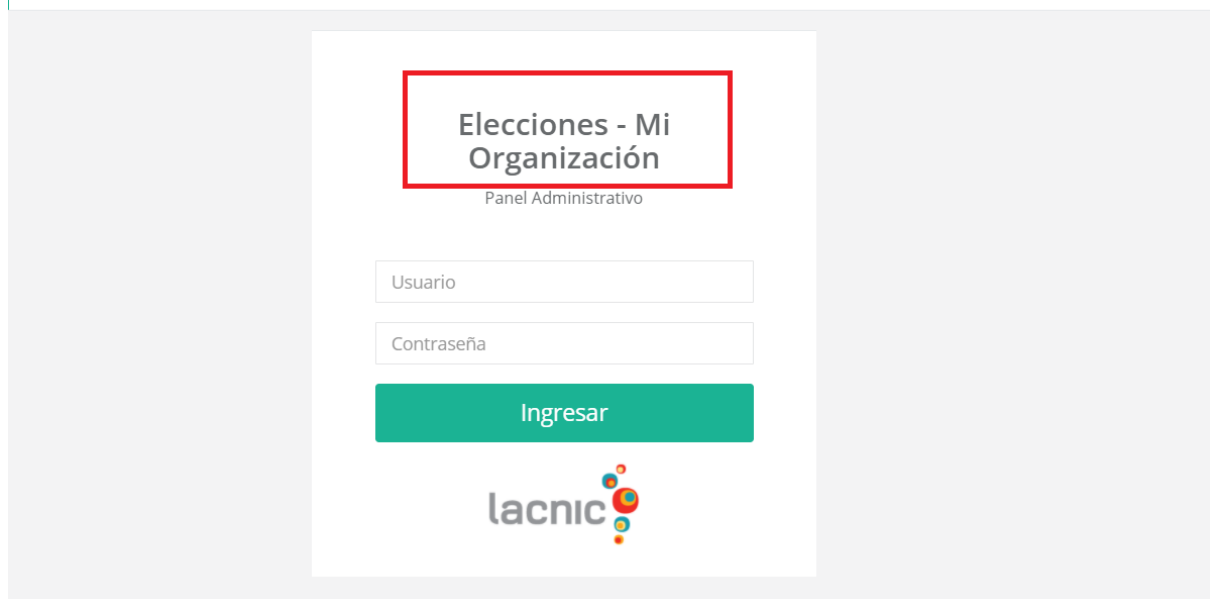 Elecciones - Mi
Organización
Panel Administrativo
Usuario
Contraseña
Ingresar
lacnic